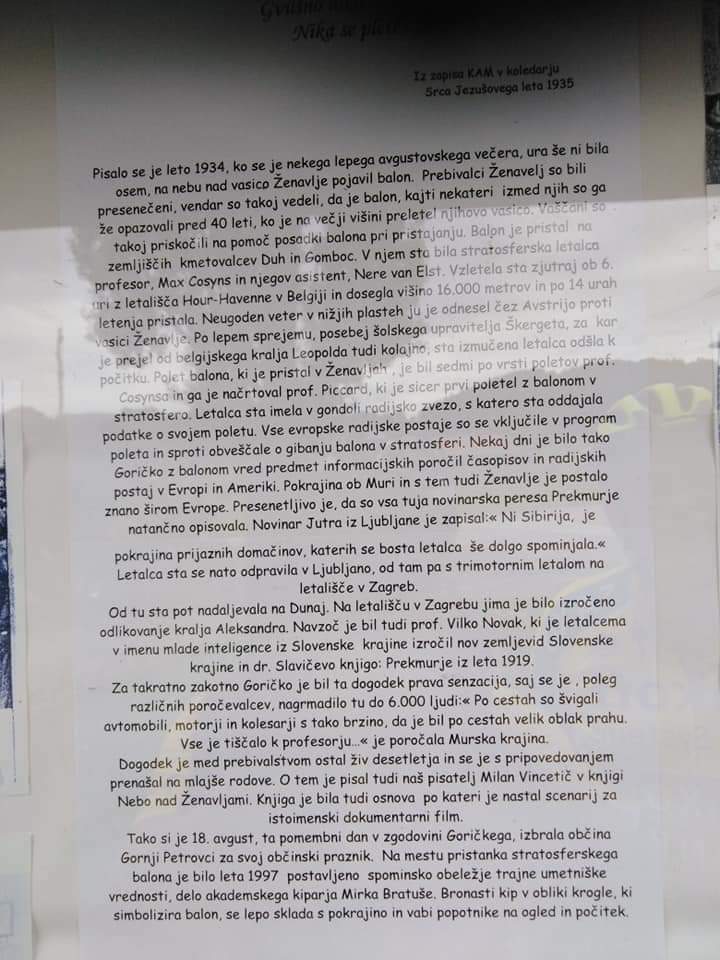 Nika se
Iz zapisa KAM v koledarju
Srca Jezušovega leta 1935
Pisalo se je leto 1934, ko se je nekega lepega avgustovskega večera, ura še ni bila
osem, na nebu nad vasico Ženavlje pojavil balon. Prebivalci Ženavelj so bili
presenečeni, vendar so takoj vedeli, da je balon, kajti nekateri izmed njih so ga
že opazovali pred 40 leti, ko je na večji višini preletel njihovo vasico. Vaščani so
takoj priskočili na pomoč posadki balona pri pristajanju. Balon je pristal na
zemljiščih kmetovalcev Duh in Gomboc. V njem sta bila stratosferska letalca
profesor, Max Cosyns in njegov asistent, Nere van Elst. Vzletela sta zjutraj ob 6.
uri z letališča Hour-Havenne v Belgiji in dosegla višino 16.000 metrov in po 14 urah
letenja pristala. Neugoden veter v nižjih plasteh ju je odnesel čez Avstrijo proti
vasici Ženavlje. Po lepem sprejemu, posebej šolskega upravitelja Škergeta, za kar
je prejel od belgijskega kralja Leopolda tudi kolajno, sta izmučena letalca odšla k
počitku. Polet balona, ki je pristal v Ženavljah , je bil sedmi po vrsti poletov prof.
Cosynsa in ga je načrtoval prof. Piccard, ki je sicer prvi poletel z balonom v
stratosfero. Letalca sta imela v gondoli radijsko zvezo, s katero sta oddajala
podatke o svojem poletu. Vse evropske radijske postaje so se vključile v program
poleta in sproti obveščale o gibanju balona v stratosferi. Nekaj dni je bilo tako
Goričko z balonom vred predmet informacijskih poročil časopisov in radijskih
postaj v Evropi in Ameriki. Pokrajina ob Muri in s tem tudi Ženavlje je postalo
znano širom Evrope. Presenetljivo je, da so vsa tuja novinarska peresa Prekmurje
natančno opisovala. Novinar Jutra iz Ljubljane je zapisal:« Ni Sibirija, je
pokrajina prijaznih domačinov, katerih se bosta letalca še dolgo spominjala.«
Letalca sta se nato odpravila v Ljubljano, od tam pa s trimotornim letalom na
letališče v Zagreb.
Od tu sta pot nadaljevala na Dunaj. Na letališču v Zagrebu jima je bilo izročeno
odlikovanje kralja Aleksandra. Navzoč je bil tudi prof. Vilko Novak, ki je letalcema
v imenu mlade inteligence iz Slovenske krajine izročil nov zemljevid Slovenske
krajine in dr. Slavičevo knjigo: Prekmurje iz leta 1919.
Za takratno zakotno Goričko je bil ta dogodek prava senzacija, saj se je , poleg
različnih poročevalcev, nagrmadilo tu do 6.000 ljudi:« Po cestah so švigali
avtomobili, motorji in kolesarji s tako brzino, da je bil po cestah velik oblak prahu.
Vse je tiščalo k profesorju...« je poročala Murska krajina.
Dogodek je med prebivalstvom ostal živ desetletja in se je s pripovedovanjem
prenašal na mlajše rodove. O tem je pisal tudi naš pisatelj Milan Vincetič v knjigi
Nebo nad Ženavljami. Knjiga je bila tudi osnova po kateri je nastal scenarij za
istoimenski dokumentarni film.
Tako si je 18. avgust, ta pomembni dan v zgodovini Goričkega, izbrala občina
Gornji Petrovci za svoj občinski praznik. Na mestu pristanka stratosferskega
balona je bilo leta 1997 postavljeno spominsko obeležje trajne umetniške
vrednosti, delo akademskega kiparja Mirka Bratuše. Bronasti kip v obliki krogle, ki
simbolizira balon, se lepo sklada s pokrajino in vabi popotnike na ogled in počitek.